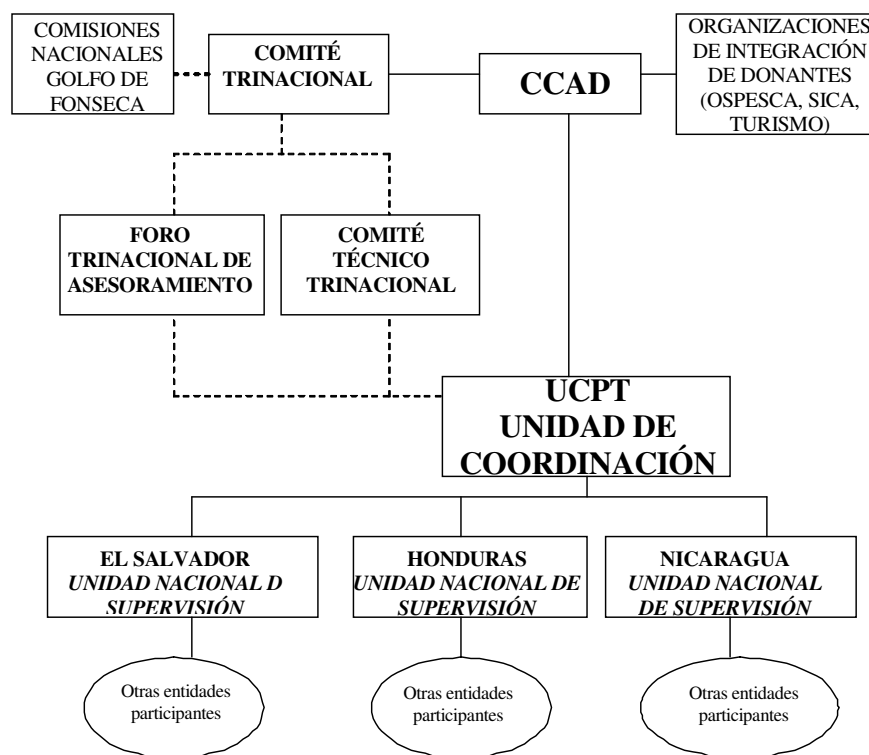 COMISIONES
NACIONALES
GOLFO DE
FONSECA
COMITÉ
TRINACIONAL
CCAD
ORGANIZACIONES
DE INTEGRACIÓN
DE DONANTES
(OSPESCA, SICA,
TURISMO)
FORO
TRINACIONAL DE
ASESORAMIENTO
COMITÉ
TÉCNICO
TRINACIONAL
UCPT
UNIDAD DE
COORDINACIÓN
EL SALVADOR
UNIDAD NACIONAL D
SUPERVISIÓN
HONDURAS
UNIDAD NACIONAL DE
SUPERVISIÓN
NICARAGUA
UNIDAD NACIONAL
DE SUPERVISIÓN
Otras entidades
participantes
Otras entidades
participantes
Otras entidades
participantes